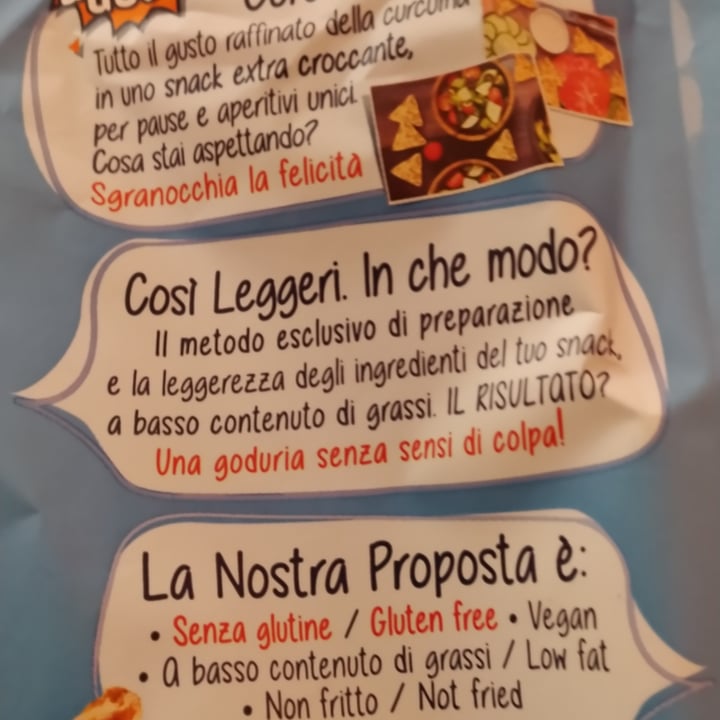 Tutto il gusto raffinato della curcuma
in uno snack extra croccante,
per pause e aperitivi unici.
Cosa stai aspettando?
Sgranocchia la felicità
Così Leggeri. In che modo?
Il metodo esclusivo di preparazione
e la leggerezza degli ingredienti del tuo snack,
a basso contenuto di grassi. IL RISULTATO?
Una goduria senza sensi di colpa!
La Nostra Proposta è:
• Senza glutine / Gluten free • Vegan
• A basso contenuto di grassi / Low fat
• Non fritto / Not fried